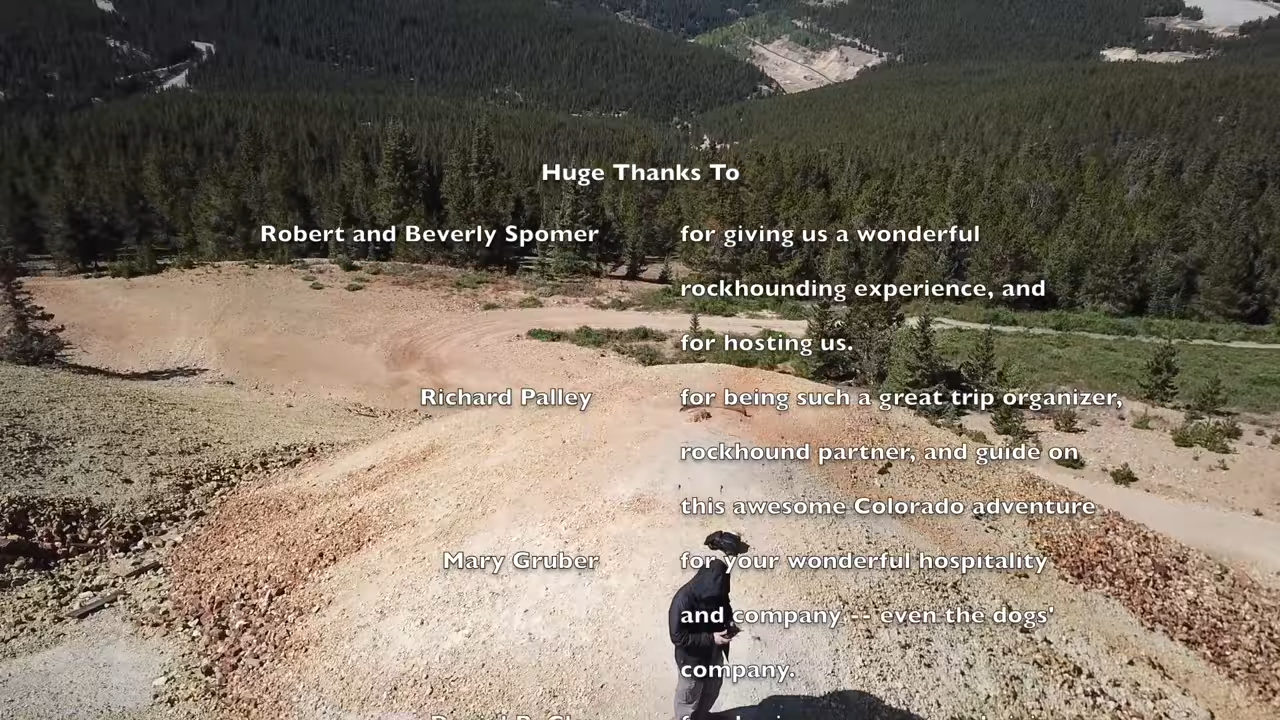 Huge Thanks To
Robert and Beverly Spomer for giving us a wonderful
rockhounding experience, and
for hosting us.
Richard Palley for being such a great trip organizer,
rockhound partner, and guide on
this awesome Colorado adventure
Mary Gruber for your wonderful hospitality
and company -- even the dogs'
company.